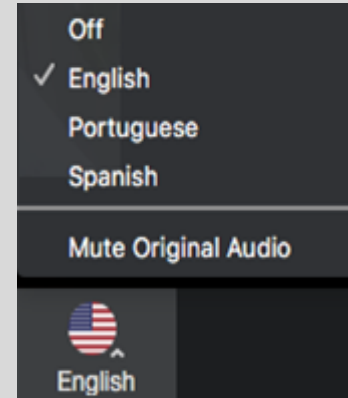 Off
✓ English
Portuguese
Spanish
Mute Original Audio
English